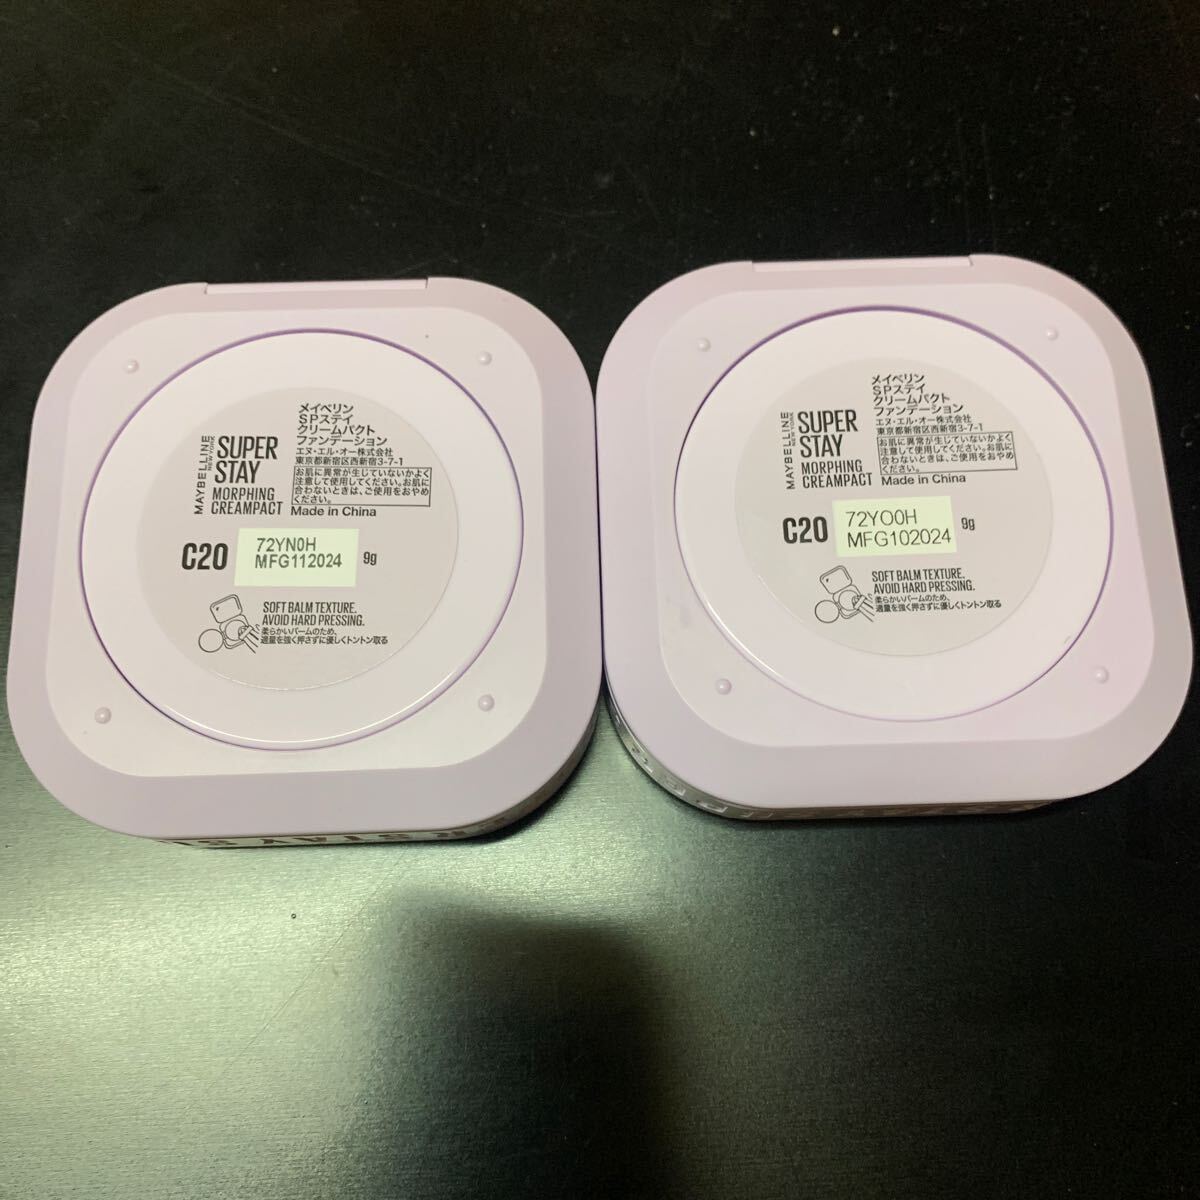 メイベリン
SPステイ
クリームパクト
ファンデーション
エヌ・エル・オー株式会社
東京都新宿区西新宿3-7-1
お肌に異常が生じていないかよく
注意して使用してください。お肌に
合わないときは、ご使用をおやめ
ください。
Made in China
MAYBELLINE
NEW YORK
SUPER
STAY
MORPHING
CREAMPACT
C20
72YN0H
MFG112024
9g
SOFT BALM TEXTURE.
AVOID HARD PRESSING.
柔らかいバームのため、
適量を強く押さずに優しくトントン取る
メイベリン
SPステイ
クリームパクト
ファンデーション
エヌ・エル・オー株式会社
東京都新宿区西新宿3-7-1
お肌に異常が生じていないかよく
注意して使用してください。お肌に
合わないときは、ご使用をおやめ
ください。
Made in China
MAYBELLINE
NEW YORK
SUPER
STAY
MORPHING
CREAMPACT
C20
72YO0H
MFG102024
9g
SOFT BALM TEXTURE.
AVOID HARD PRESSING.
柔らかいバームのため、
適量を強く押さずに優しくトントン取る